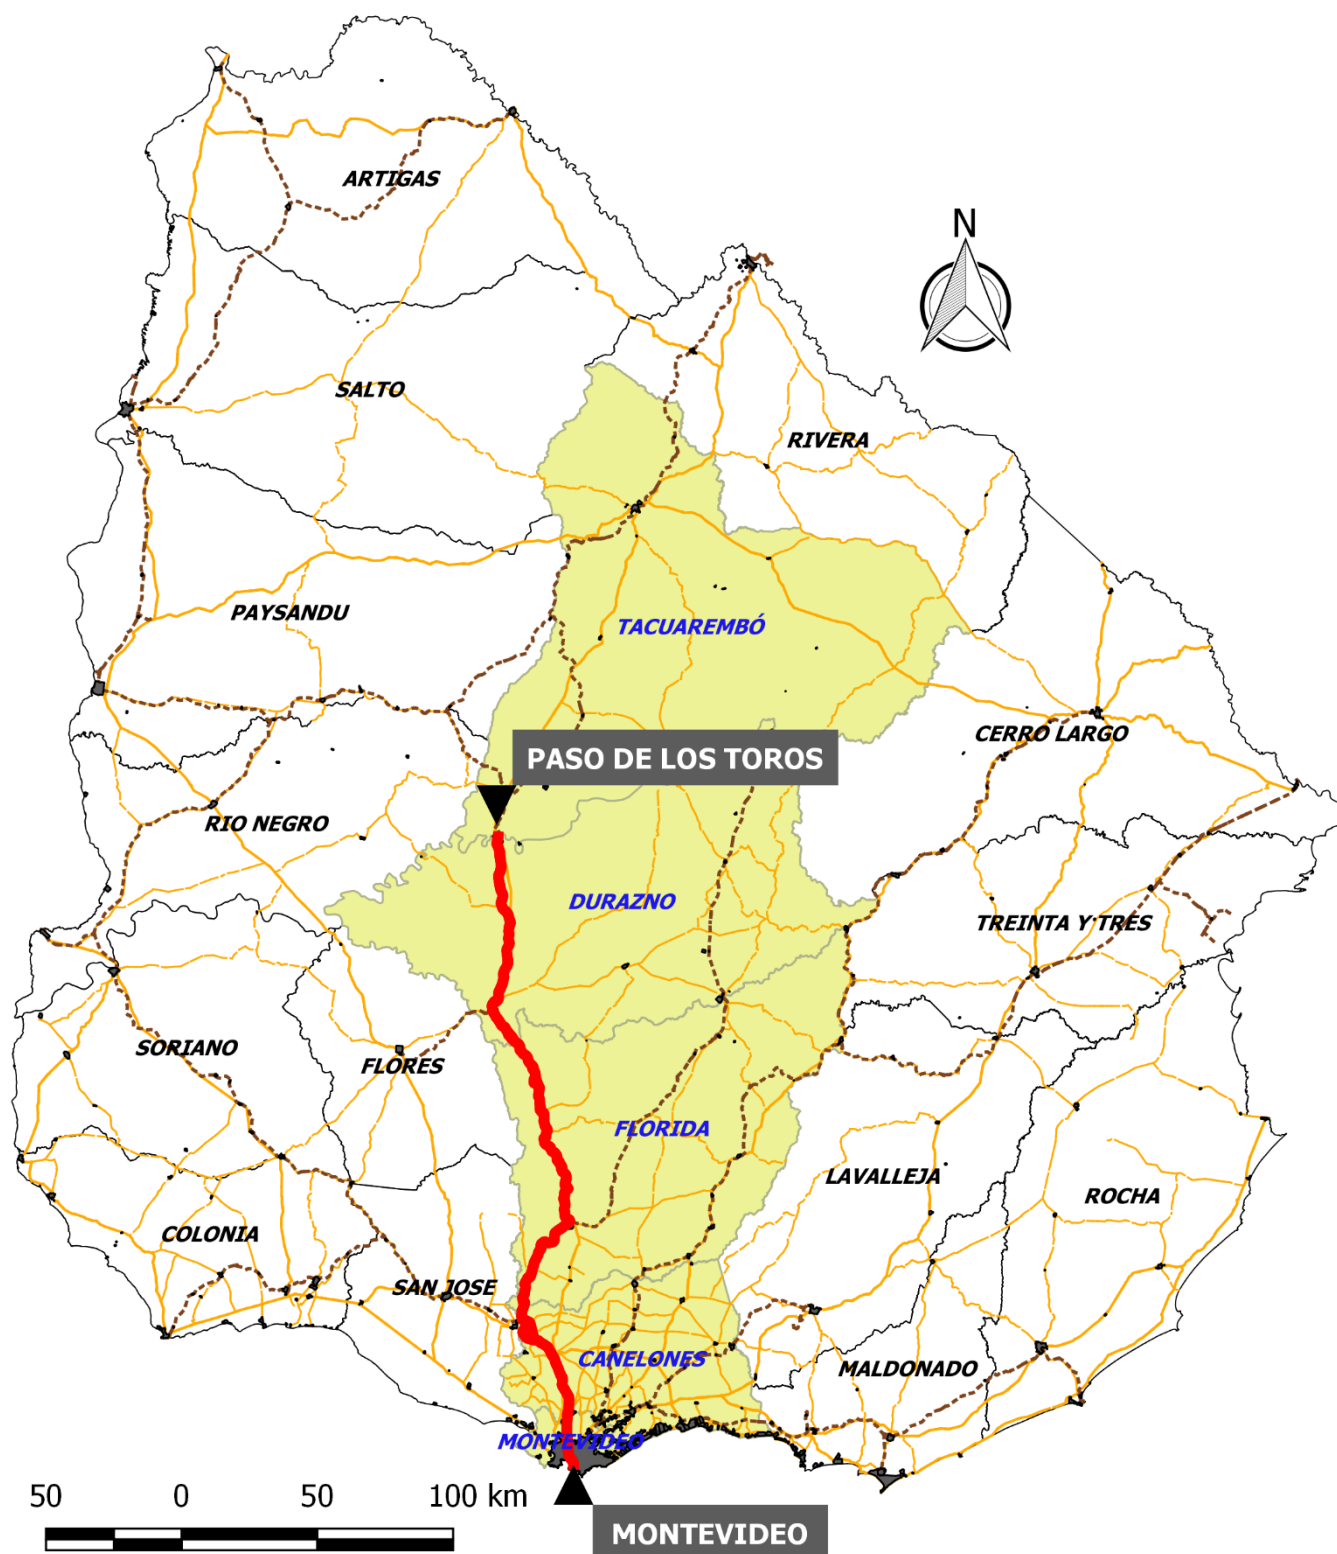 ARTIGAS
N
SALTO
RIVERA
PAYSANDU
TACUAREMBÓ
CERRO LARGO
PASO DE LOS TOROS
RIO NEGRO
DURAZNO
TREINTA Y TRES
SORIANO
FLORES
FLORIDA
LAVALLEJA
ROCHA
COLONIA
SAN JOSE
CANELONES
MALDONADO
MONTEVIDEO
50 0 50 100 km
MONTEVIDEO